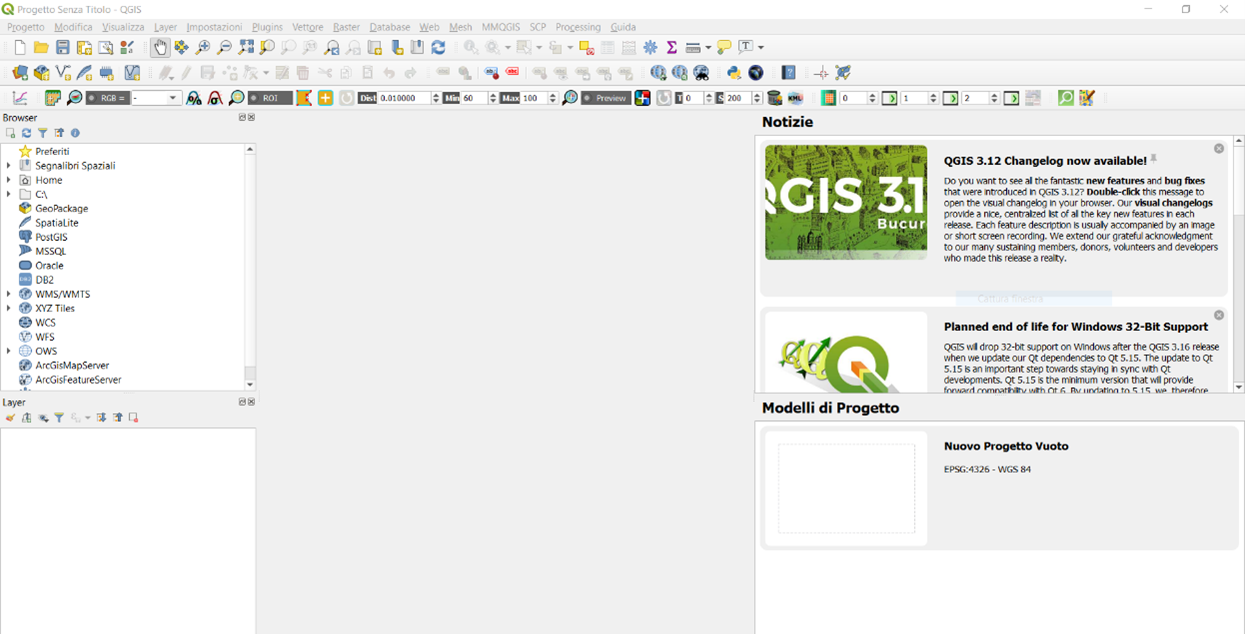 Progetto Senza Titolo - QGIS
Progetto Modifica Visualizza Layer Impostazioni Plugins Vettore Raster Database Web Mesh MMQGIS SCP Processing Guida
RGB = - ROI Dist 0.010000 Min 60 Max 100 Preview T 0 S 200 KML 0 1 2
Browser
Preferiti
Segnalibri Spaziali
Home
C:\
GeoPackage
SpatiaLite
PostGIS
MSSQL
Oracle
DB2
WMS/WMTS
XYZ Tiles
WCS
WFS
OWS
ArcGisMapServer
ArcGisFeatureServer
Layer
Notizie
QGIS 3.1
Bucur
QGIS 3.12 Changelog now available!
Do you want to see all the fantastic new features and bug fixes
that were introduced in QGIS 3.12? Double-click this message to
open the visual changelog in your browser. Our visual changelogs
provide a nice, centralized list of all the key new features in each
release. Each feature description is usually accompanied by an image
or short screen recording. We extend our grateful acknowledgment
to our many sustaining members, donors, volunteers and developers
who made this release a reality.
Cattura finestra
Planned end of life for Windows 32-Bit Support
QGIS will drop 32-bit support on Windows after the QGIS 3.16 release
when we update our Qt dependencies to Qt 5.15. The update to Qt
5.15 is an important step towards staying in sync with Qt
developments. Qt 5.15 is the minimum version that will provide
forward compatibility with Qt 6. By updating to 5.15, we, therefore
Modelli di Progetto
Nuovo Progetto Vuoto
EPSG:4326 - WGS 84